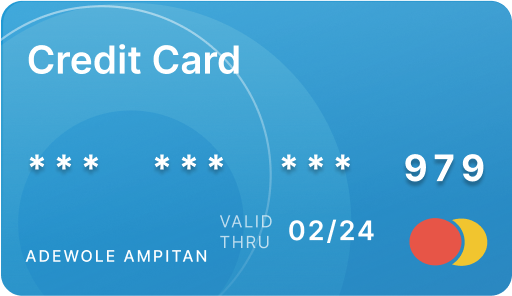 Credit Card
*** *** *** 979
VALID THRU 02/24
ADEWOLE AMPITAN